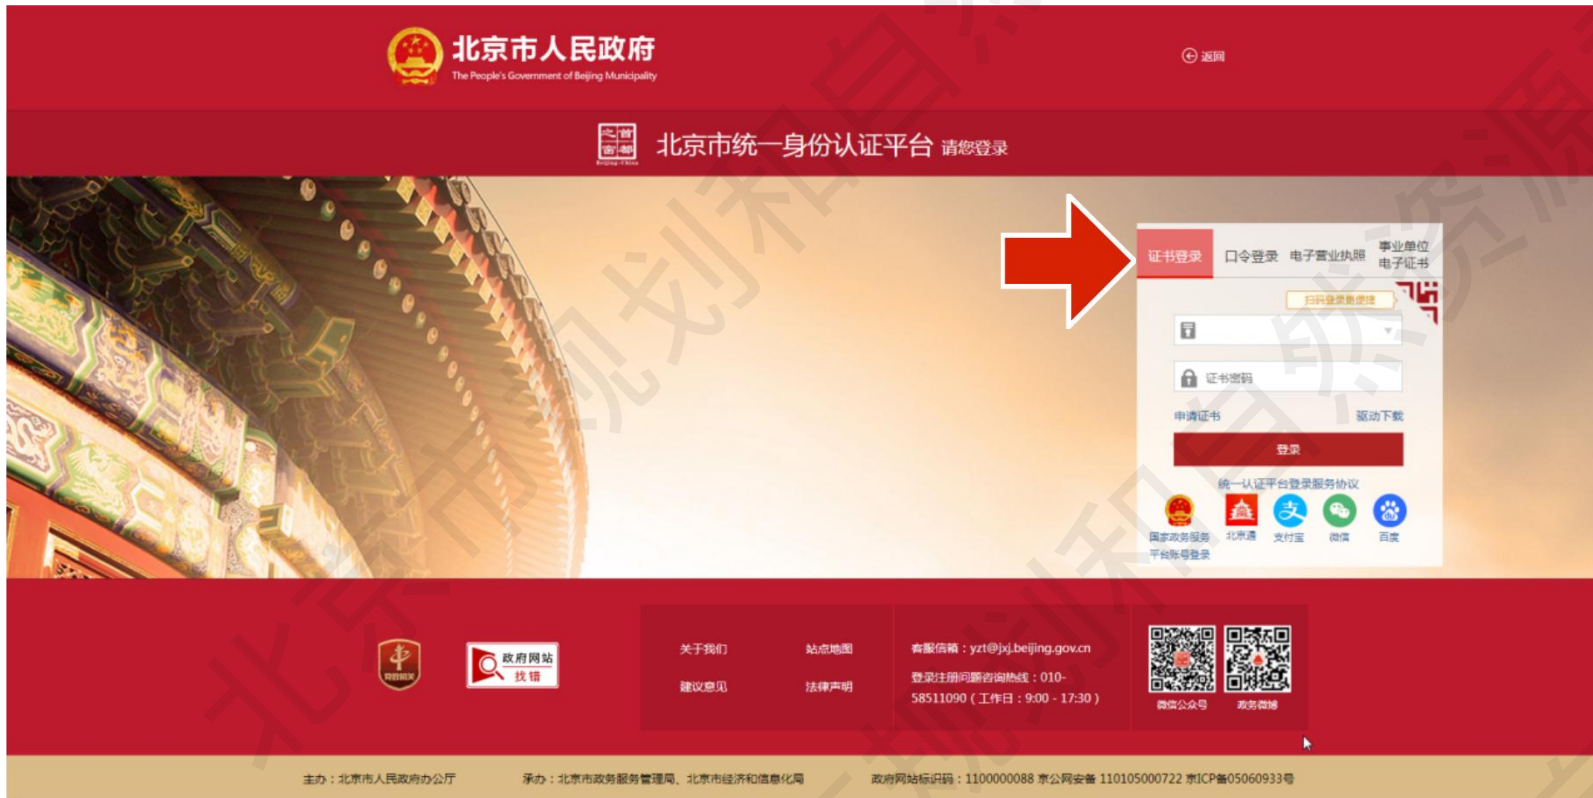 北京市人民政府
The People's Government of Beijing Municipality
返回
首都之窗
Beijing-China
北京市统一身份认证平台 请您登录
证书登录
口令登录
电子营业执照
事业单位
电子证书
扫码登录更便捷
证书密码
申请证书
驱动下载
登录
统一认证平台登录服务协议
国家政务服务
平台账号登录
北京通
支付宝
微信
百度
党政机关
政府网站
找错
关于我们
站点地图
建议意见
法律声明
客服信箱：yzt@jxj.beijing.gov.cn
登录注册问题咨询热线：010-
58511090（工作日：9:00 - 17:30）
微信公众号
政务微博
主办：北京市人民政府办公厅
承办：北京市政务服务管理局、北京市经济和信息化局
政府网站标识码：1100000088 京公网安备 110105000722 京ICP备05060933号